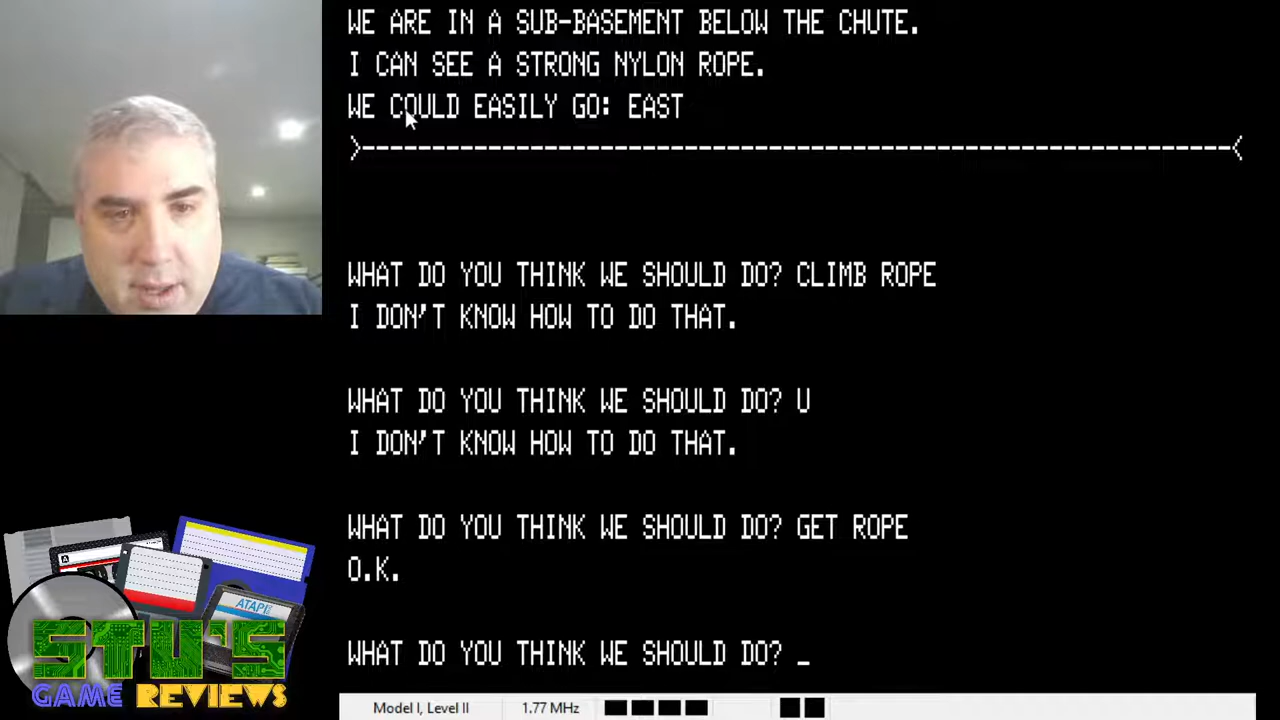 WE ARE IN A SUB-BASEMENT BELOW THE CHUTE.
I CAN SEE A STRONG NYLON ROPE.
WE COULD EASILY GO: EAST
>--------------------------------------------------------------<
WHAT DO YOU THINK WE SHOULD DO? CLIMB ROPE
I DON'T KNOW HOW TO DO THAT.
WHAT DO YOU THINK WE SHOULD DO? U
I DON'T KNOW HOW TO DO THAT.
WHAT DO YOU THINK WE SHOULD DO? GET ROPE
O.K.
WHAT DO YOU THINK WE SHOULD DO? _
ATAPI
STU'S
GAME REVIEWS
Model I, Level II
1.77 MHz